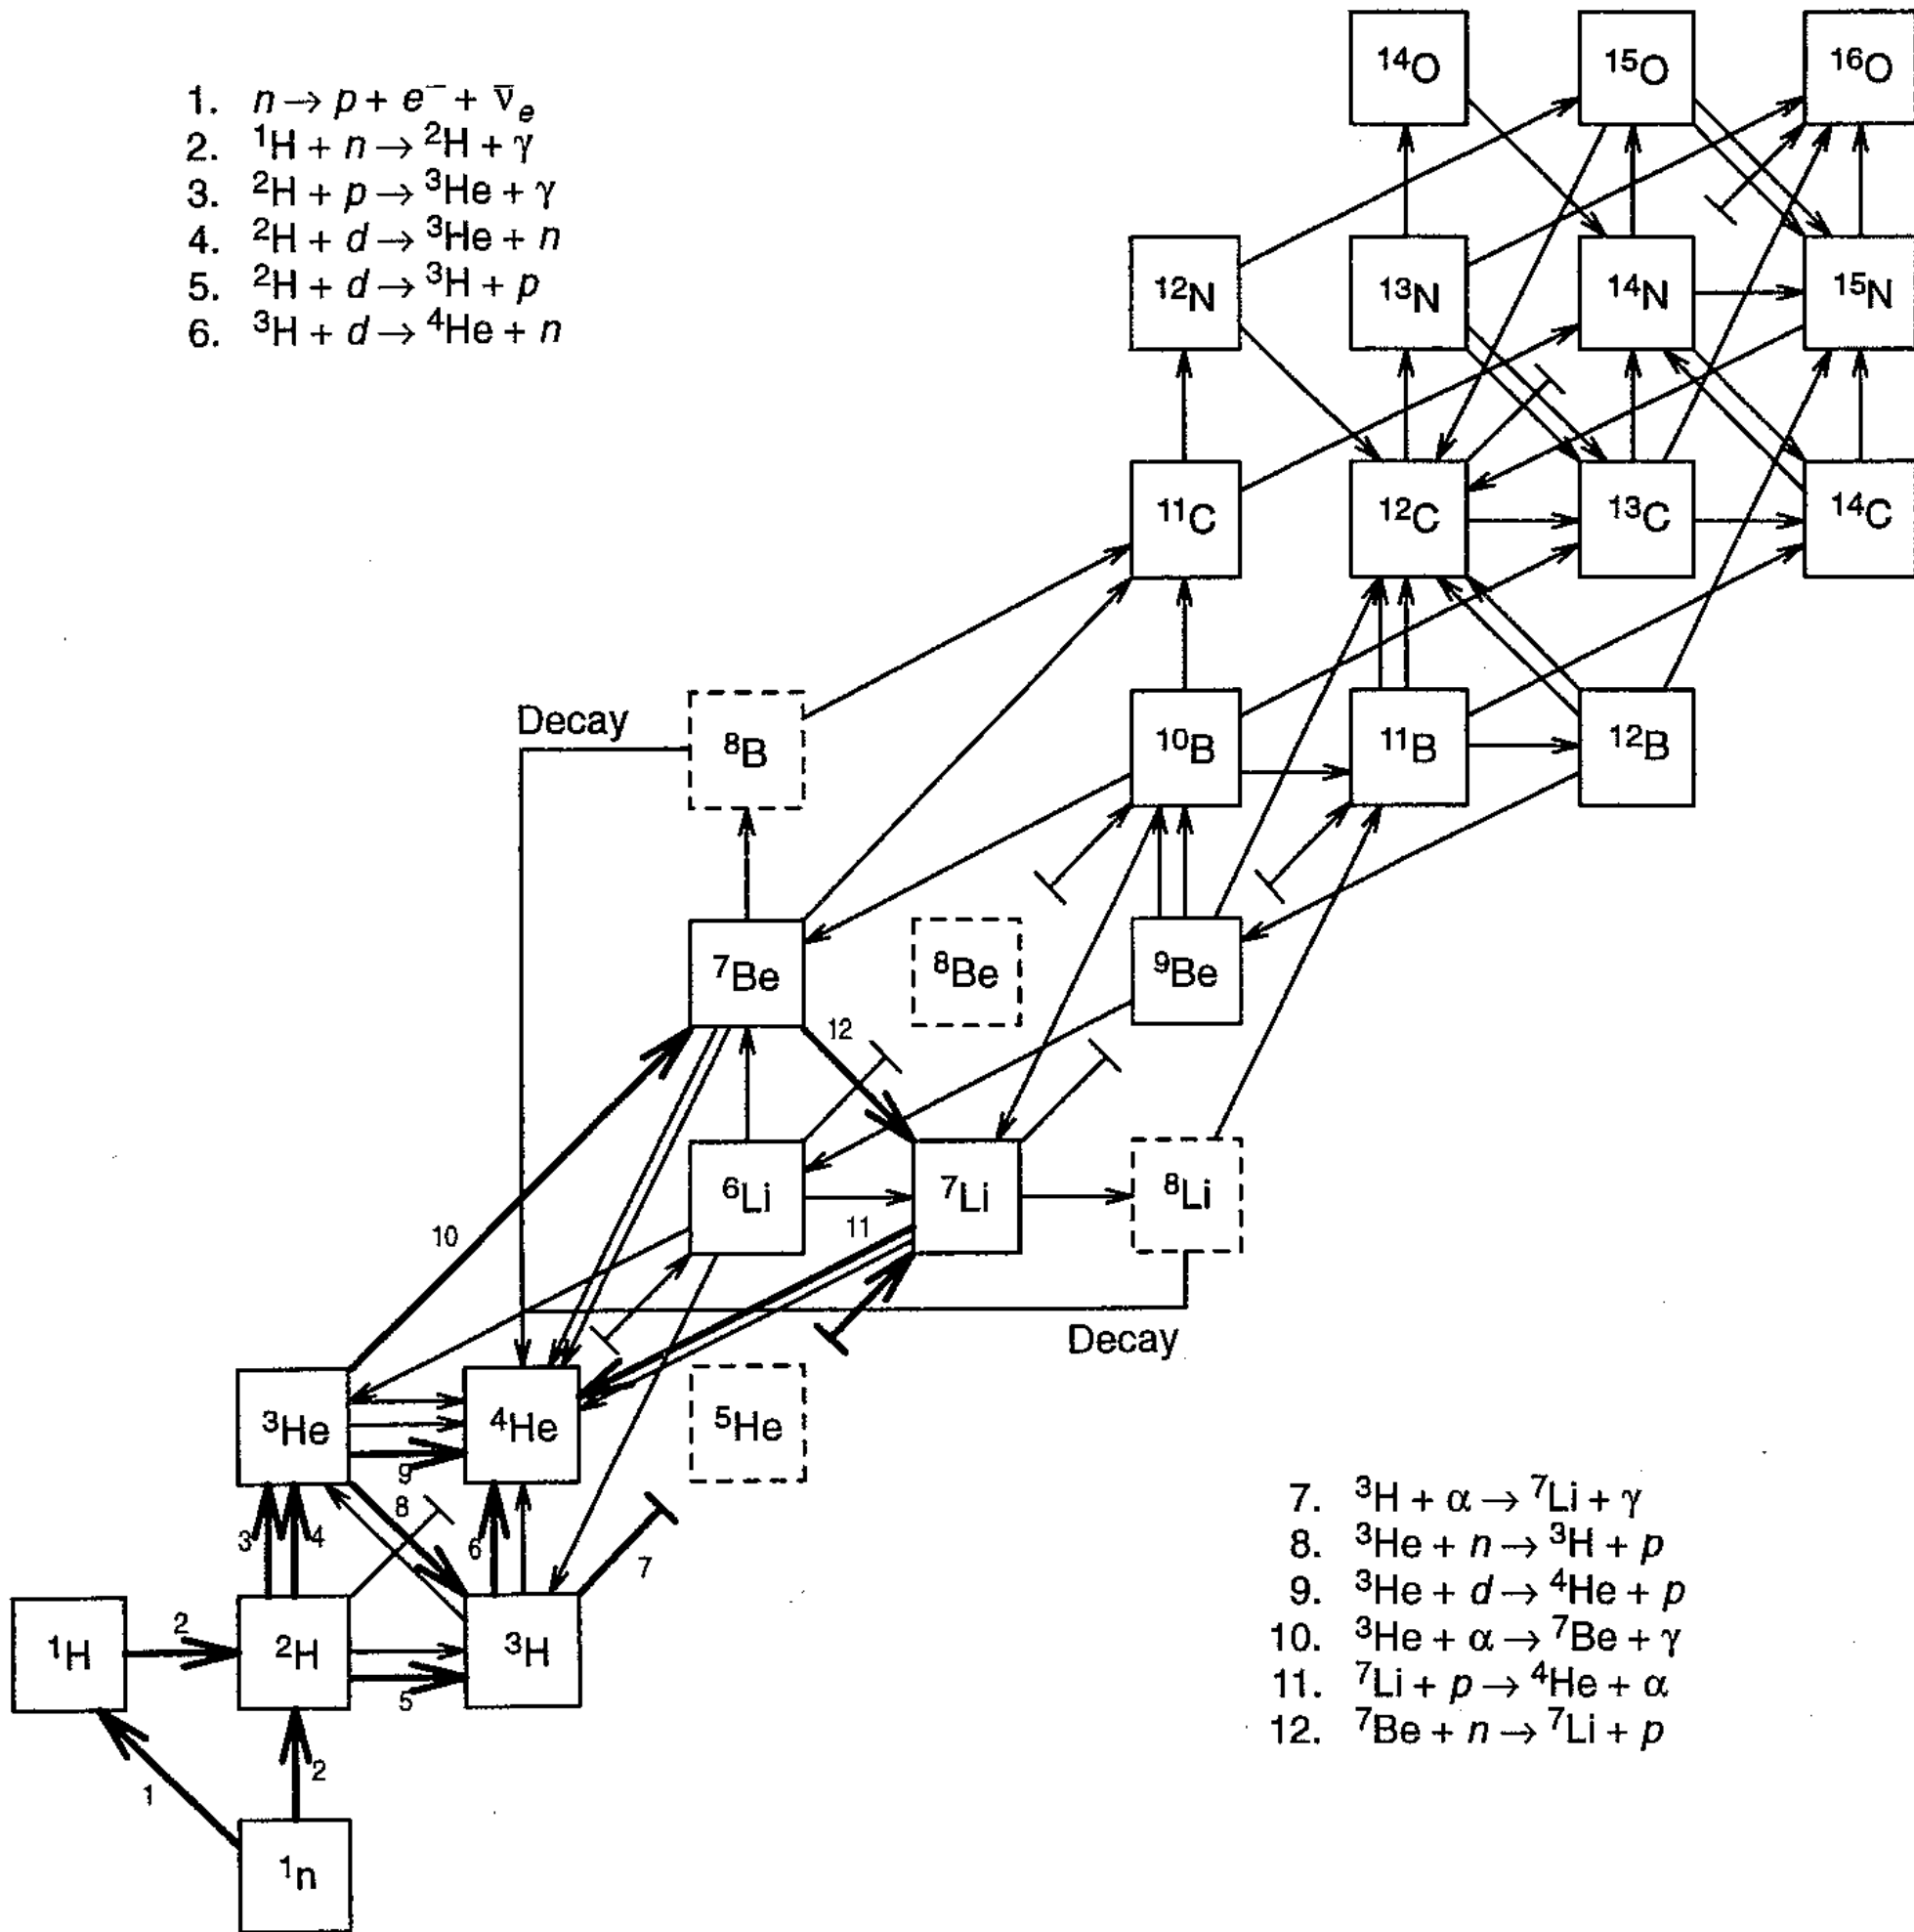 1. n → p + e⁻ + ν̄ₑ
2. ¹H + n → ²H + γ
3. ²H + p → ³He + γ
4. ²H + d → ³He + n
5. ²H + d → ³H + p
6. ³H + d → ⁴He + n
¹⁴O ¹⁵O ¹⁶O
¹²N ¹³N ¹⁴N ¹⁵N
¹¹C ¹²C ¹³C ¹⁴C
Decay
⁸B ¹⁰B ¹¹B ¹²B
⁷Be ⁸Be ⁹Be
12
⁶Li ⁷Li ⁸Li
10
11
Decay
³He ⁴He ⁵He
9
8
3 4 6
7
7. ³H + α → ⁷Li + γ
8. ³He + n → ³H + p
9. ³He + d → ⁴He + p
10. ³He + α → ⁷Be + γ
11. ⁷Li + p → ⁴He + α
12. ⁷Be + n → ⁷Li + p
2
¹H ²H ³H
5
2
1
¹n